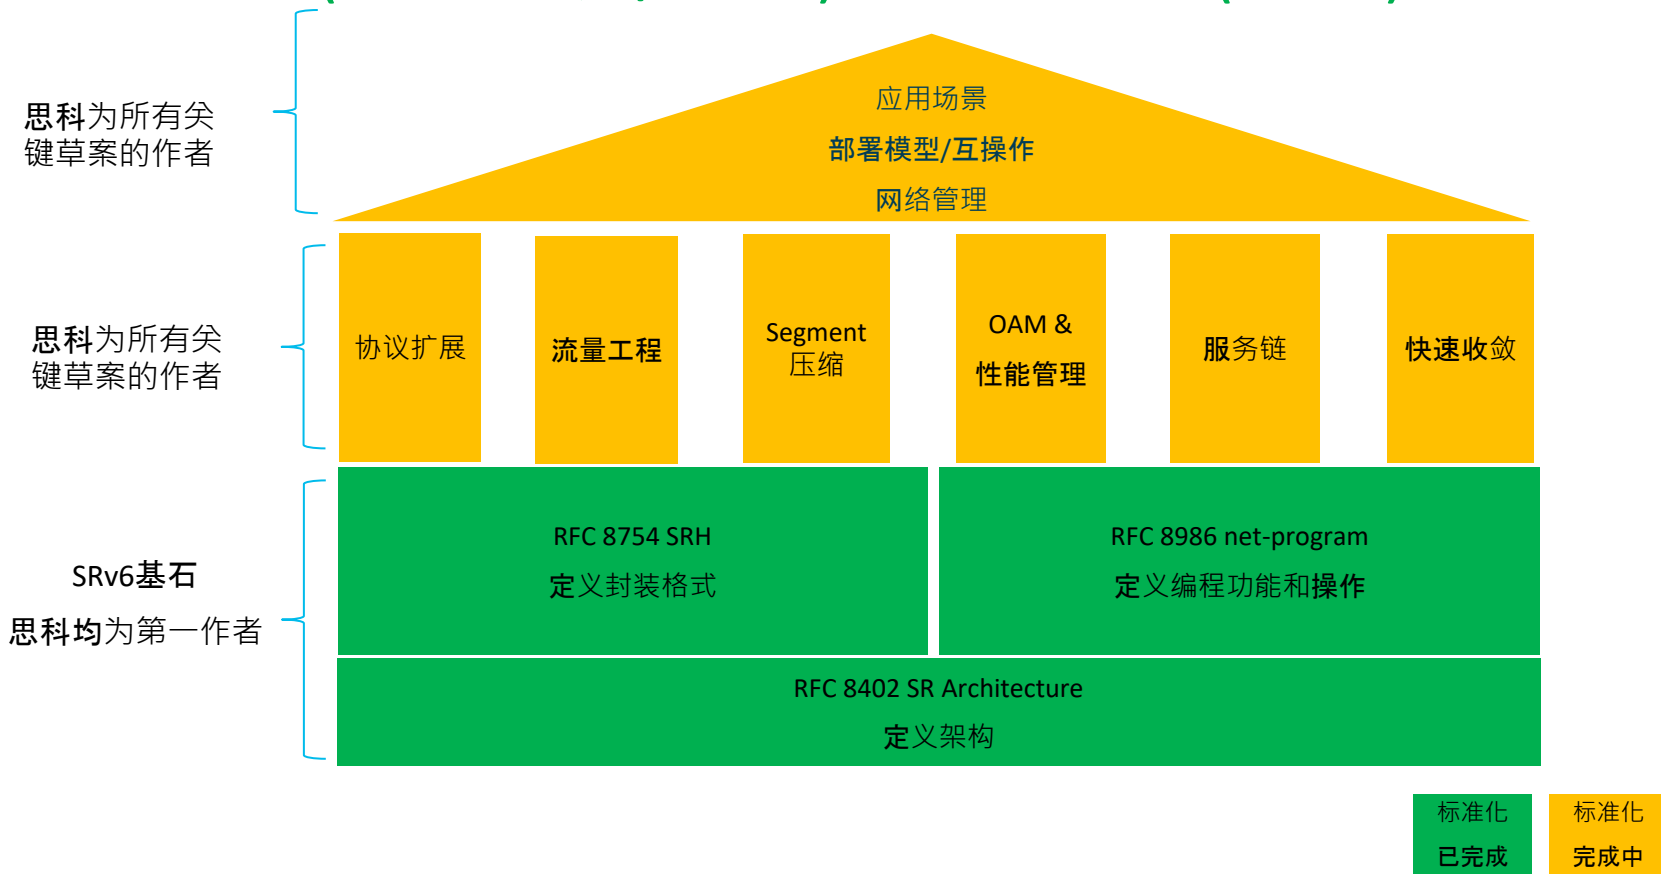 应用场景
部署模型/互操作
网络管理
思科为所有关
键草案的作者
思科为所有关
键草案的作者
协议扩展
流量工程
Segment
压缩
OAM &
性能管理
服务链
快速收敛
SRv6基石
思科均为第一作者
RFC 8754 SRH
定义封装格式
RFC 8986 net-program
定义编程功能和操作
RFC 8402 SR Architecture
定义架构
标准化
已完成
标准化
完成中